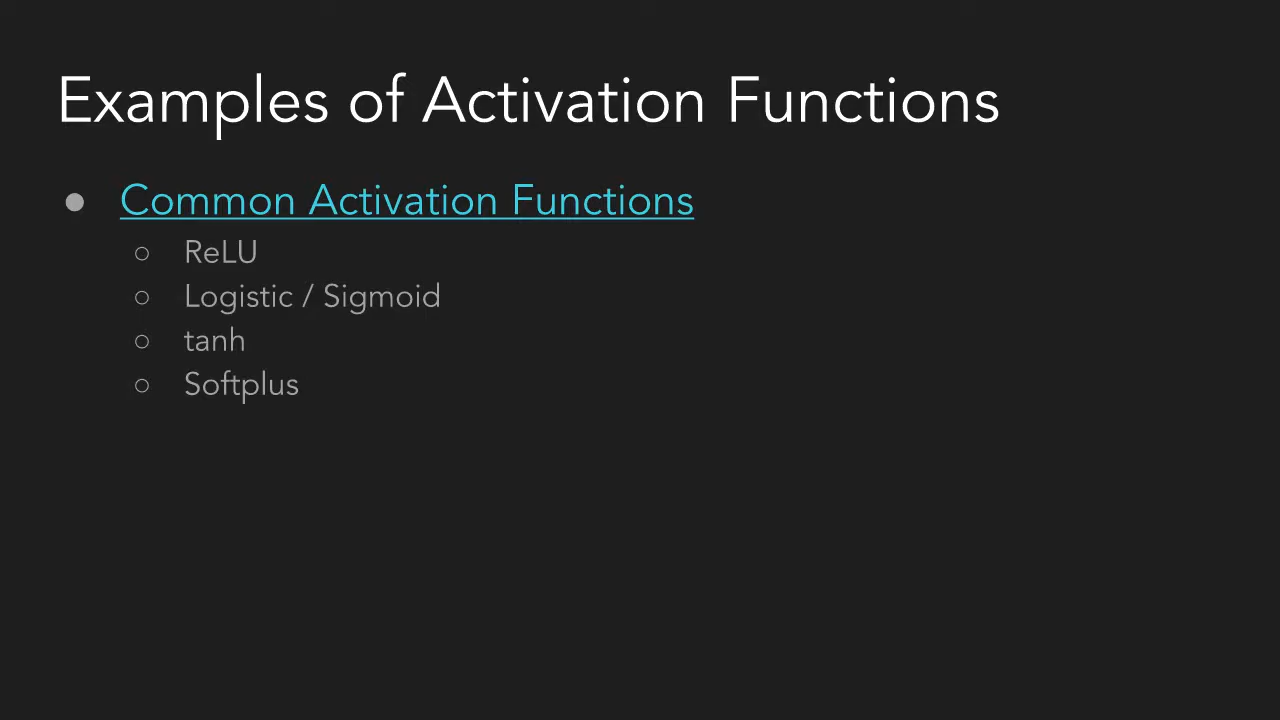 Examples of Activation Functions
● Common Activation Functions
○ ReLU
○ Logistic / Sigmoid
○ tanh
○ Softplus